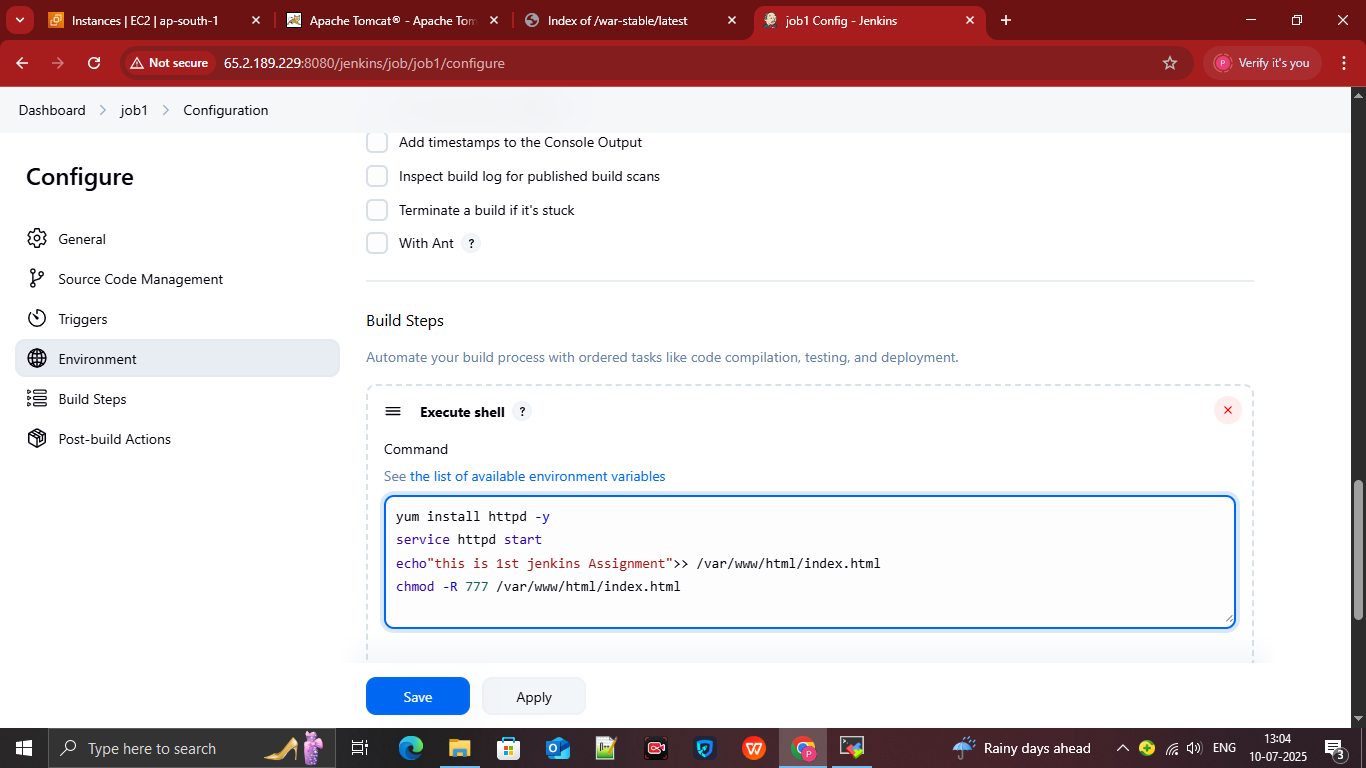 Instances | EC2 | ap-south-1
Apache Tomcat® - Apache Tom
Index of /war-stable/latest
job1 Config - Jenkins
Not secure
65.2.189.229:8080/jenkins/job/job1/configure
P
Verify it's you
Dashboard
job1
Configuration
Configure
General
Source Code Management
Triggers
Environment
Build Steps
Post-build Actions
Add timestamps to the Console Output
Inspect build log for published build scans
Terminate a build if it's stuck
With Ant ?
Build Steps
Automate your build process with ordered tasks like code compilation, testing, and deployment.
Execute shell ?
Command
See the list of available environment variables
yum install httpd -y
service httpd start
echo"this is 1st jenkins Assignment">> /var/www/html/index.html
chmod -R 777 /var/www/html/index.html
Save
Apply
Type here to search
Rainy days ahead
ENG
13:04
10-07-2025
3